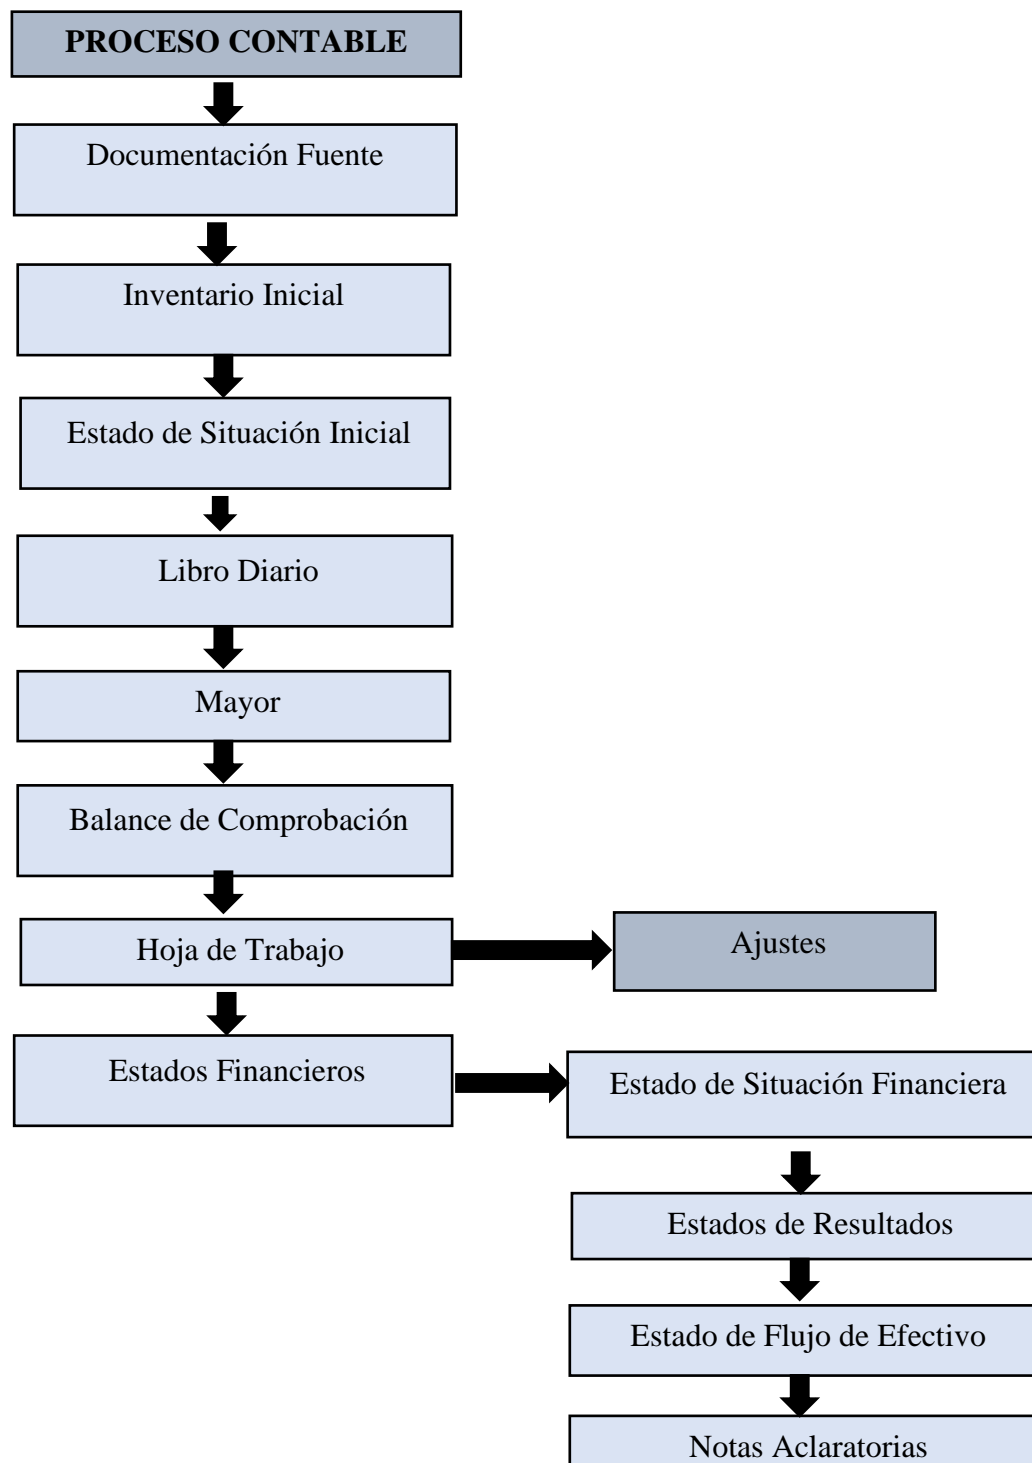 PROCESO CONTABLE
Documentación Fuente
Inventario Inicial
Estado de Situación Inicial
Libro Diario
Mayor
Balance de Comprobación
Hoja de Trabajo
Ajustes
Estados Financieros
Estado de Situación Financiera
Estados de Resultados
Estado de Flujo de Efectivo
Notas Aclaratorias